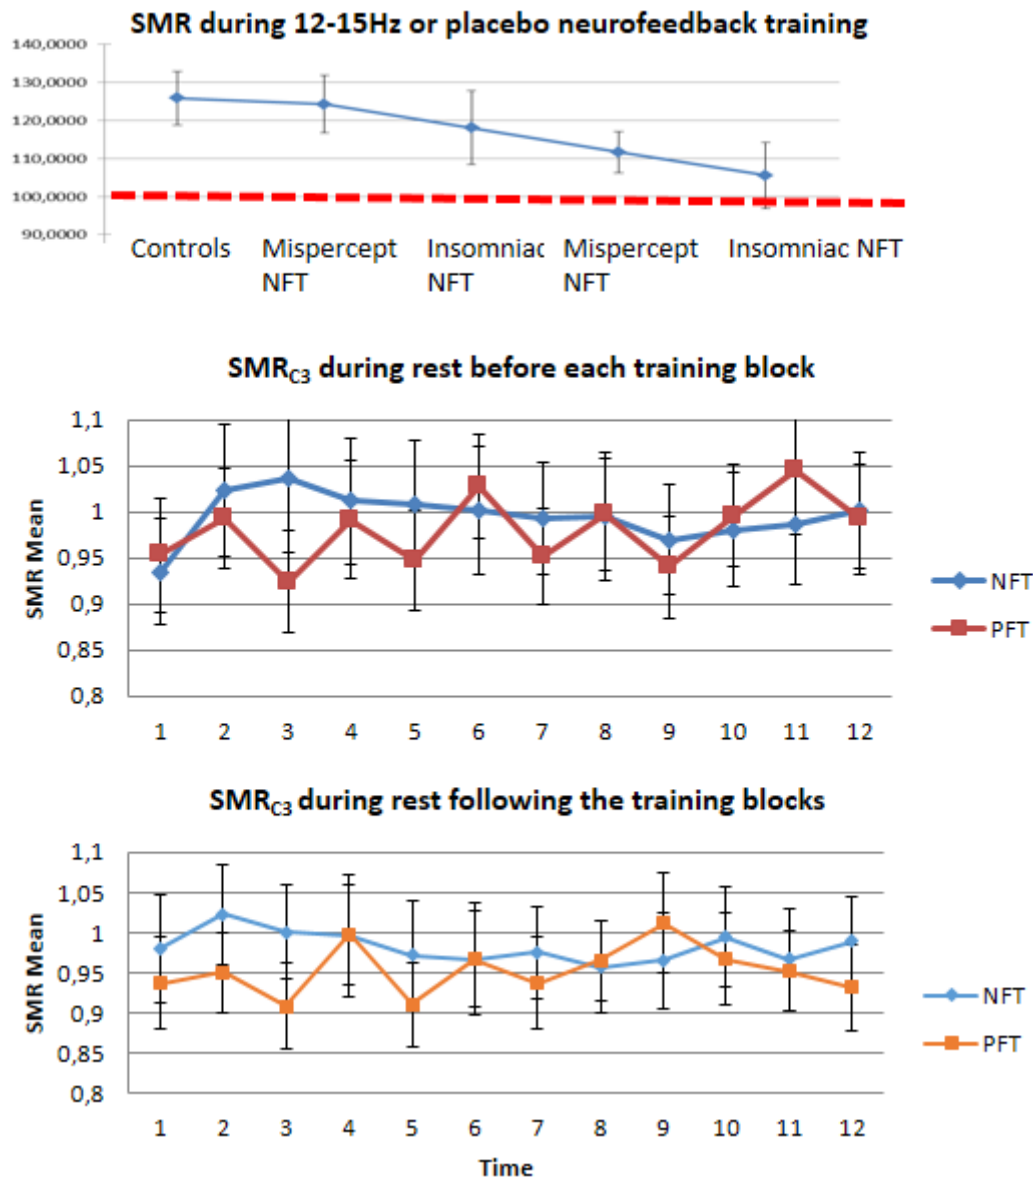 SMR during 12-15Hz or placebo neurofeedback training
140,0000
130,0000
120,0000
110,0000
100,0000
90,0000
Controls Mispercept Insomniac Mispercept Insomniac NFT
NFT NFT NFT
SMRC3 during rest before each training block
SMR Mean
1,1
1,05
1
0,95
0,9
0,85
0,8
1 2 3 4 5 6 7 8 9 10 11 12
NFT
PFT
SMRC3 during rest following the training blocks
SMR Mean
1,1
1,05
1
0,95
0,9
0,85
0,8
1 2 3 4 5 6 7 8 9 10 11 12
Time
NFT
PFT